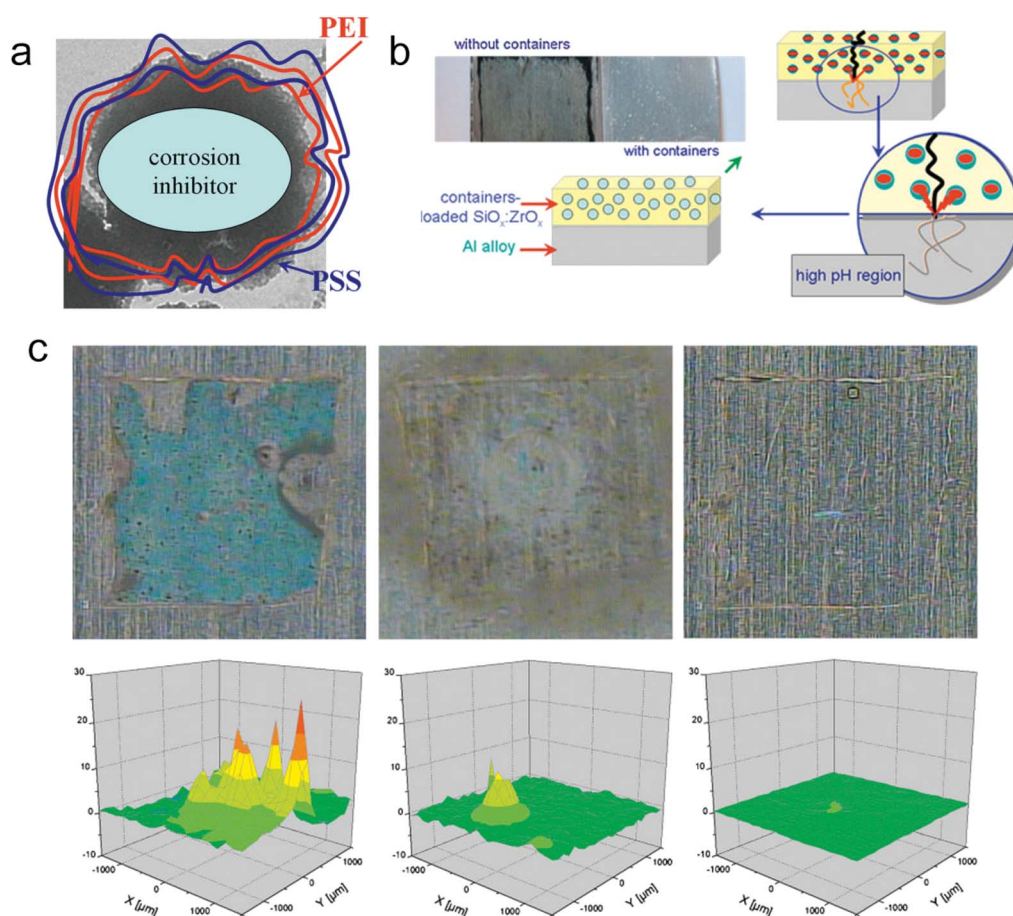 a
PEI
corrosion
inhibitor
PSS
b
without containers
with containers
containers-
loaded SiOₓ:ZrOₓ
Al alloy
high pH region
c
30
20
10
0
-10
-1000
0
1000
X [µm]
-1000
0
1000
Y [µm]
30
20
10
0
-10
-1000
0
1000
X [µm]
-1000
0
1000
Y [µm]
30
20
10
0
-10
-1000
0
1000
X [µm]
-1000
0
1000
Y [µm]